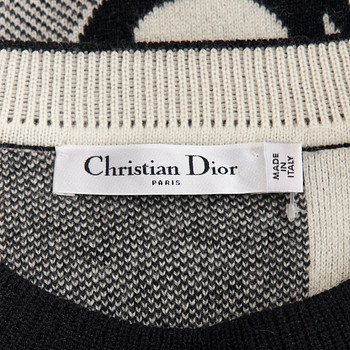 Christian Dior
PARIS
MADE
IN
ITALY